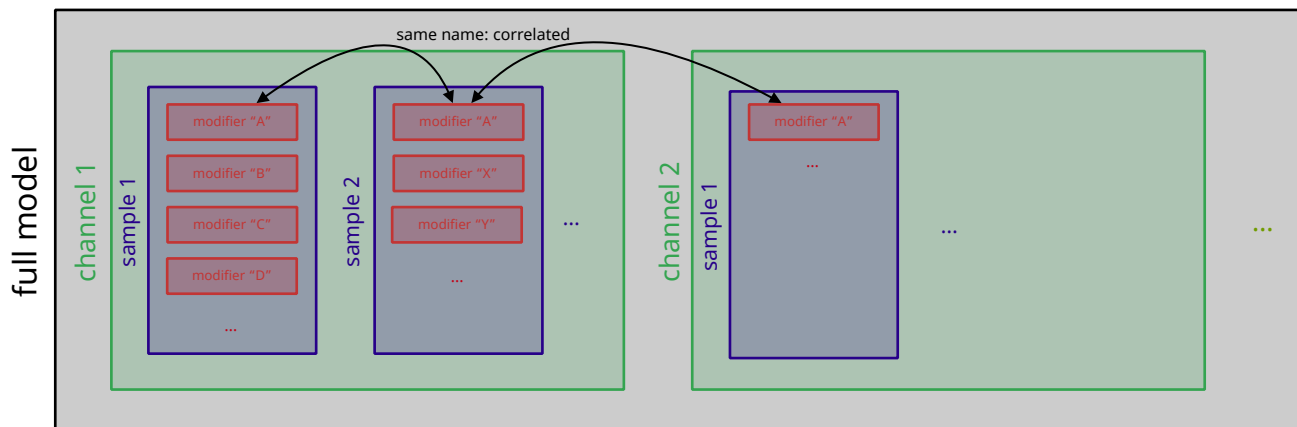 full model
same name: correlated
channel 1
sample 1
modifier “A”
modifier “B”
modifier “C”
modifier “D”
...
sample 2
modifier “A”
modifier “X”
modifier “Y”
...
...
channel 2
sample 1
modifier “A”
...
...
...